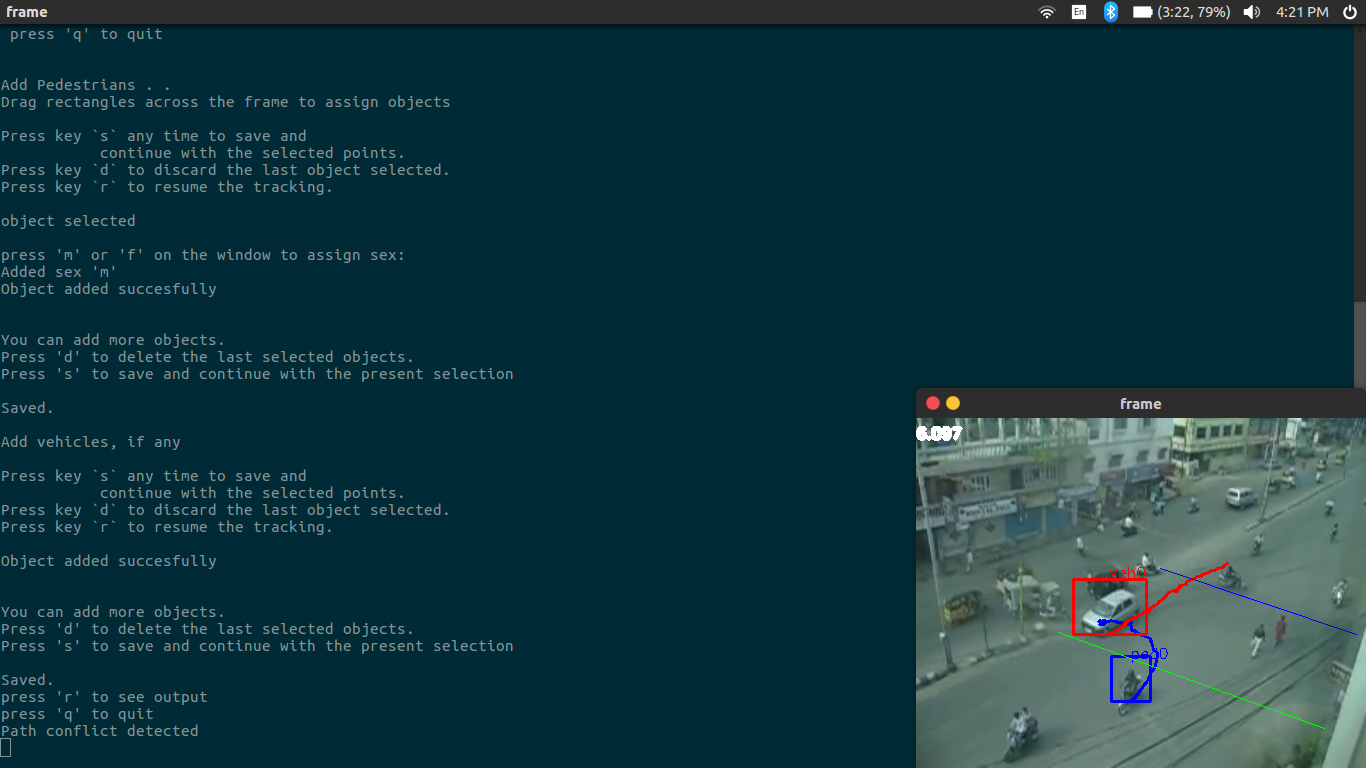 frame
En
(3:22, 79%)
4:21 PM
press 'q' to quit
Add Pedestrians . .
Drag rectangles across the frame to assign objects
Press key `s` any time to save and
continue with the selected points.
Press key `d` to discard the last object selected.
Press key `r` to resume the tracking.
object selected
press 'm' or 'f' on the window to assign sex:
Added sex 'm'
Object added succesfully
You can add more objects.
Press 'd' to delete the last selected objects.
Press 's' to save and continue with the present selection
Saved.
Add vehicles, if any
Press key `s` any time to save and
continue with the selected points.
Press key `d` to discard the last object selected.
Press key `r` to resume the tracking.
Object added succesfully
You can add more objects.
Press 'd' to delete the last selected objects.
Press 's' to save and continue with the present selection
Saved.
press 'r' to see output
press 'q' to quit
Path conflict detected
frame
veh0
ped0